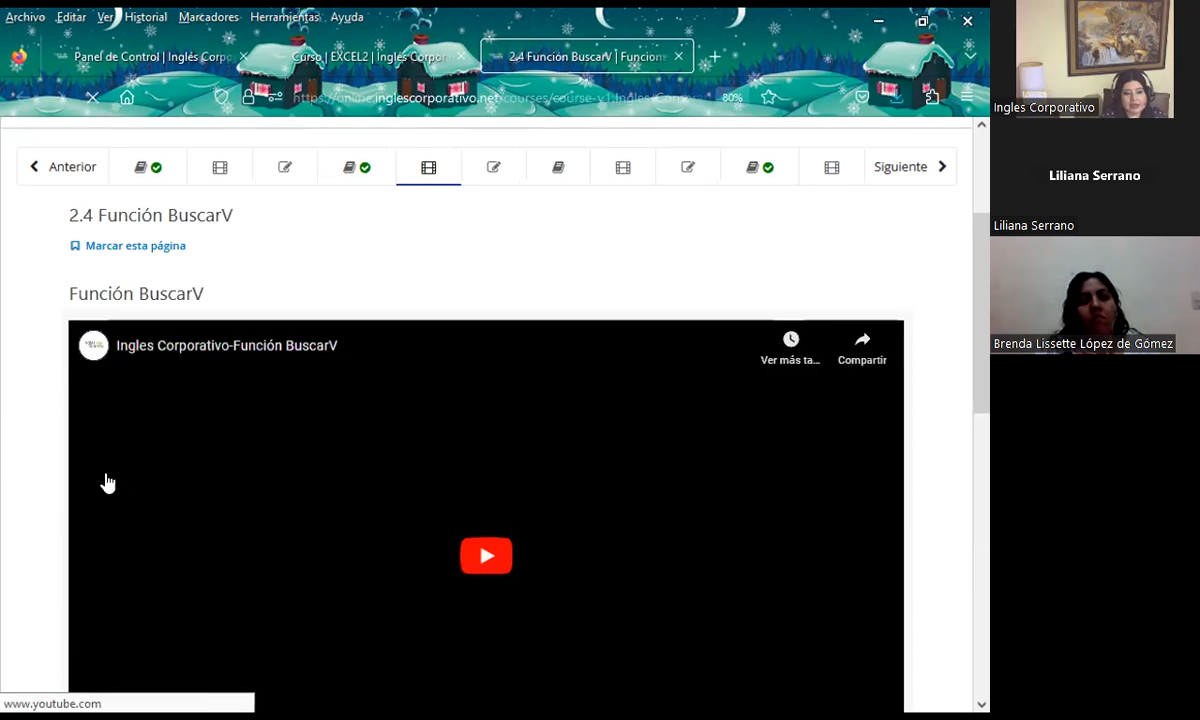 Archivo Editar Ver Historial Marcadores Herramientas Ayuda
Panel de Control | Inglés Corpo
Curso | EXCEL2 | Inglés Corpor
2.4 Función BuscarV | Funcion
https://online.inglescorporativo.net/courses/course-v1:Ingles-Corpo
80%
Anterior
Siguiente
2.4 Función BuscarV
Marcar esta página
Función BuscarV
Ingles Corporativo-Función BuscarV
Ver más ta...
Compartir
www.youtube.com
Ingles Corporativo
Liliana Serrano
Liliana Serrano
Brenda Lissette López de Gómez